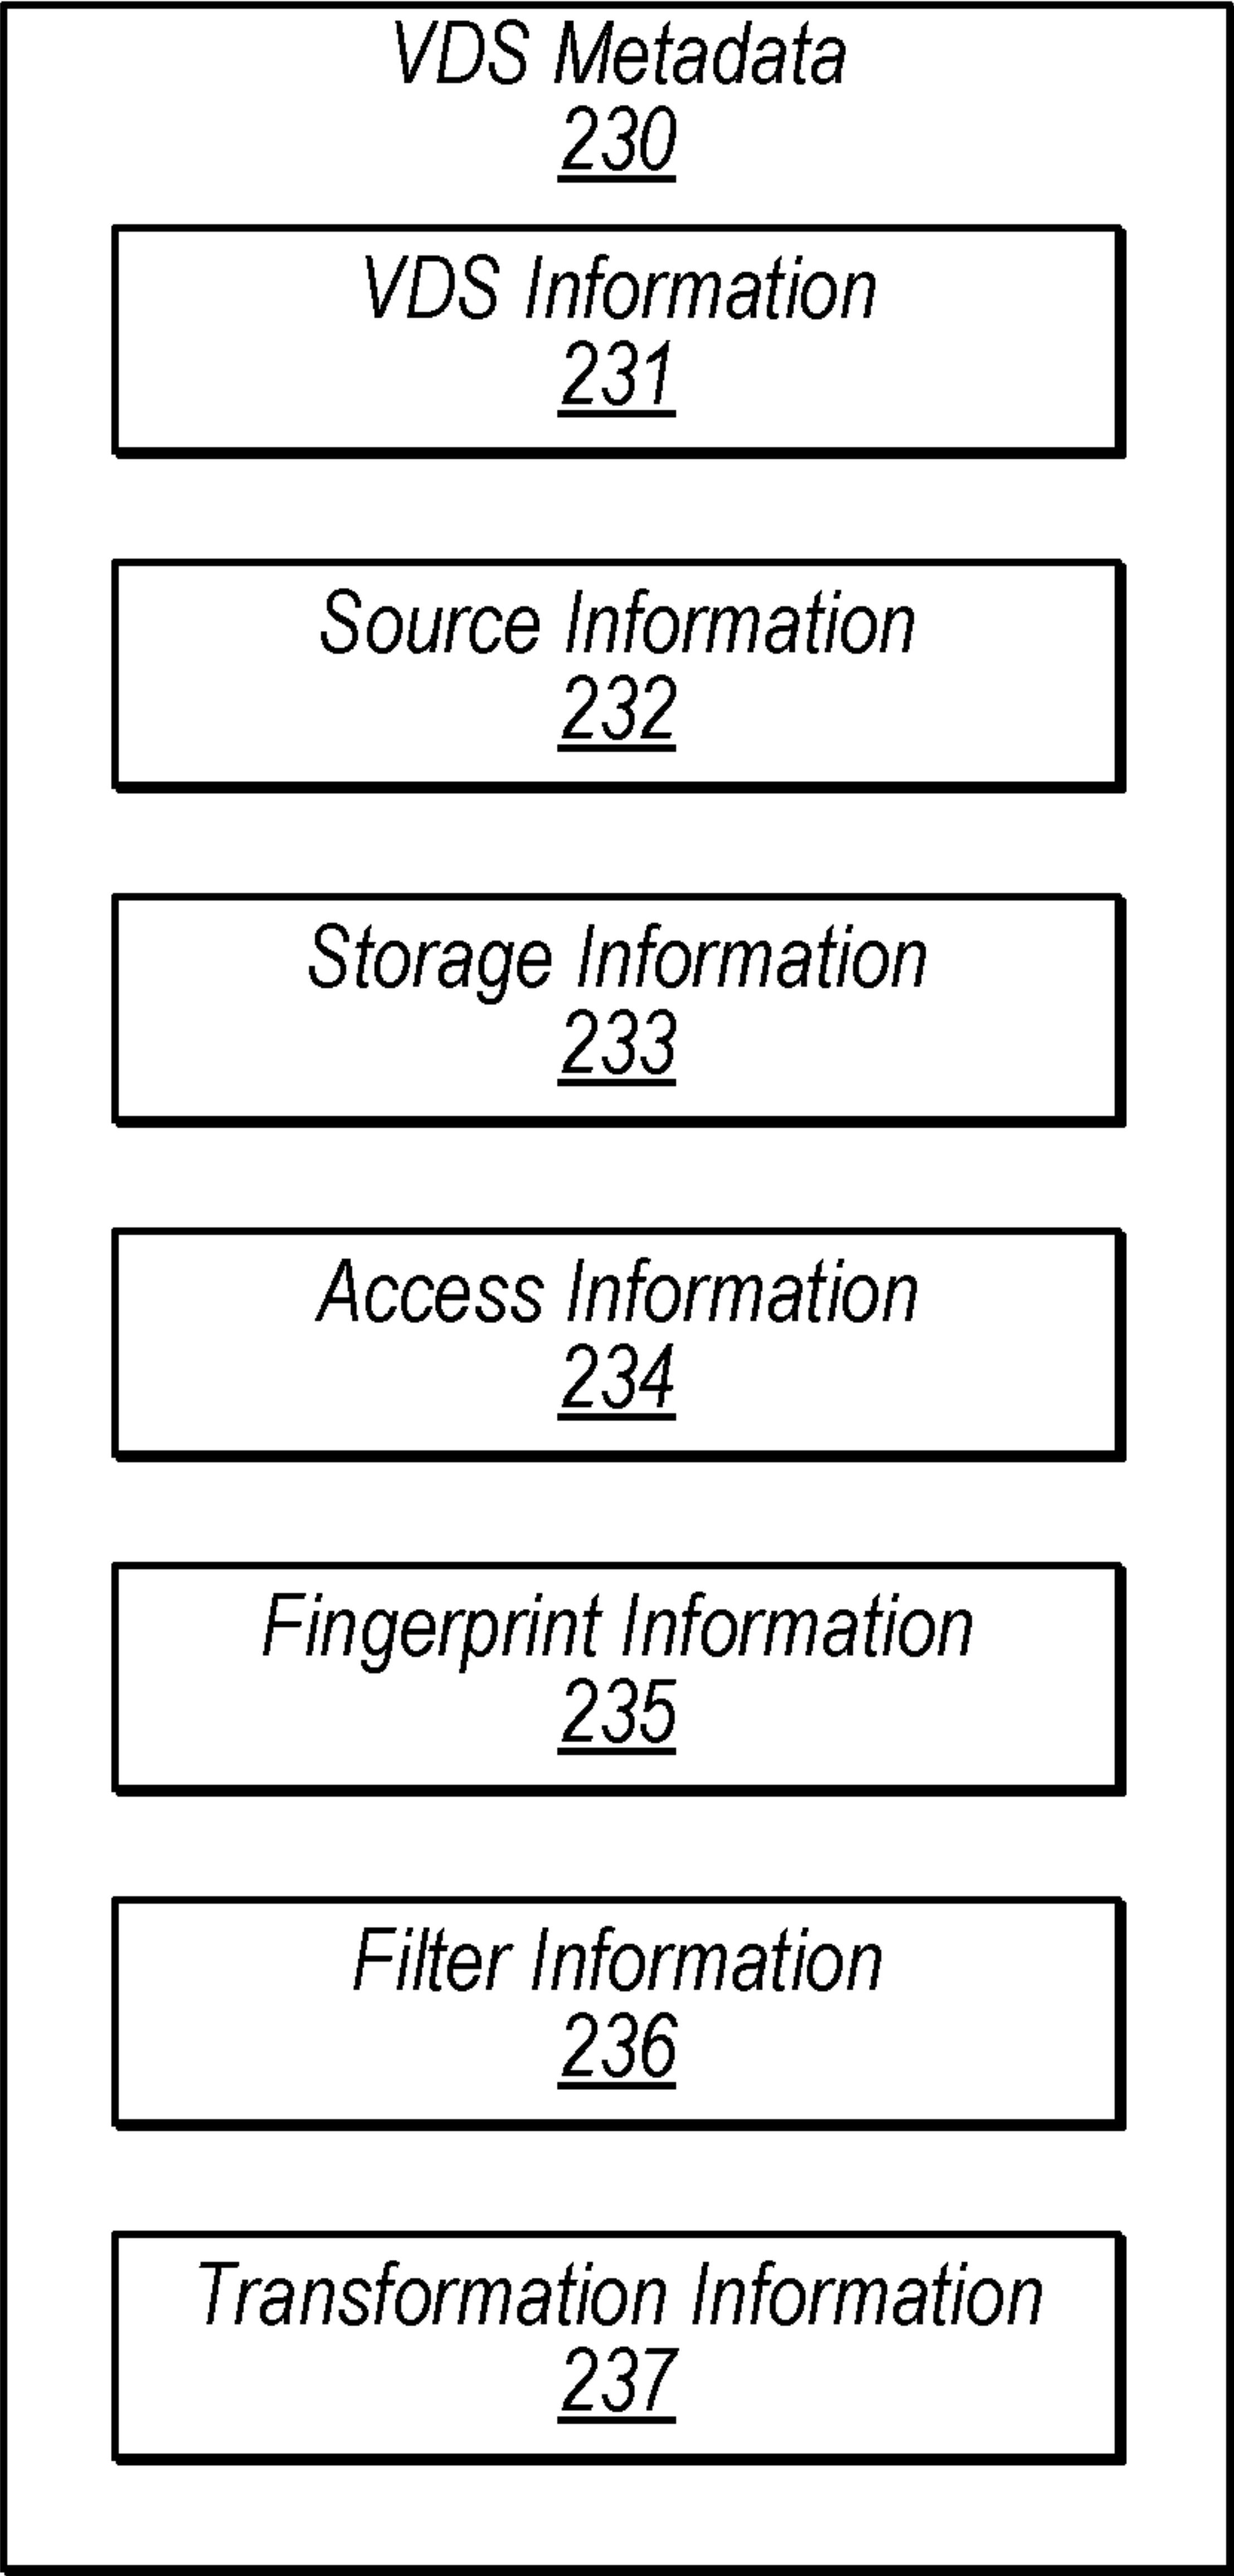 VDS Metadata
230
VDS Information
231
Source Information
232
Storage Information
233
Access Information
234
Fingerprint Information
235
Filter Information
236
Transformation Information
237